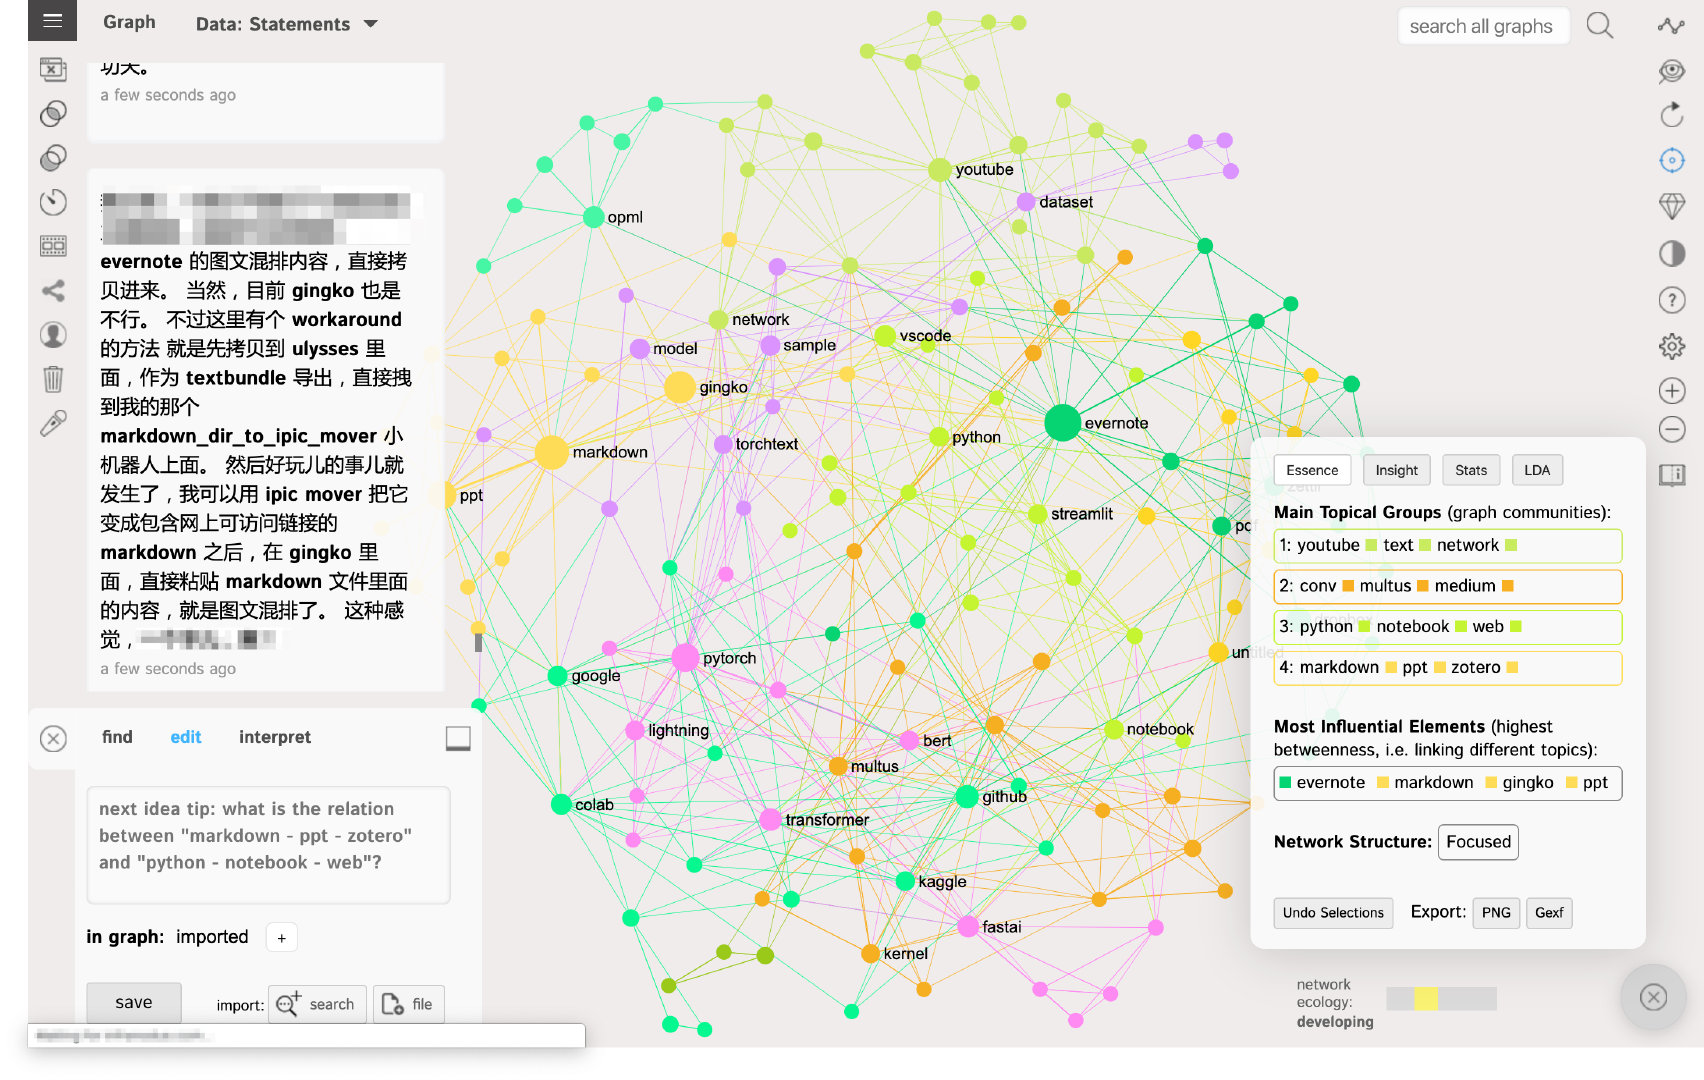 Graph
Data: Statements
search all graphs
功夫。
a few seconds ago
evernote 的图文混排内容，直接拷
贝进来。 当然，目前 gingko 也是
不行。 不过这里有个 workaround
的方法 就是先拷贝到 ulysses 里
面，作为 textbundle 导出，直接拽
到我的那个
markdown_dir_to_ipic_mover 小
机器人上面。 然后好玩儿的事儿就
发生了，我可以用 ipic mover 把它
变成包含网上可访问链接的
markdown 之后，在 gingko 里
面，直接粘贴 markdown 文件里面
的内容，就是图文混排了。 这种感
觉，
a few seconds ago
find edit interpret
next idea tip: what is the relation
between "markdown - ppt - zotero"
and "python - notebook - web"?
in graph: imported +
save import: search file
youtube
dataset
opml
network
vscode
model
sample
gingko
evernote
python
torchtext
markdown
ppt
streamlit
pdf
untitled
pytorch
google
lightning
bert
notebook
multus
colab
github
transformer
kaggle
fastai
kernel
Essence Insight Stats LDA
Main Topical Groups (graph communities):
1: youtube text network
2: conv multus medium
3: python notebook web
4: markdown ppt zotero
Most Influential Elements (highest
betweenness, i.e. linking different topics):
evernote markdown gingko ppt
Network Structure: Focused
Undo Selections Export: PNG Gexf
network
ecology:
developing